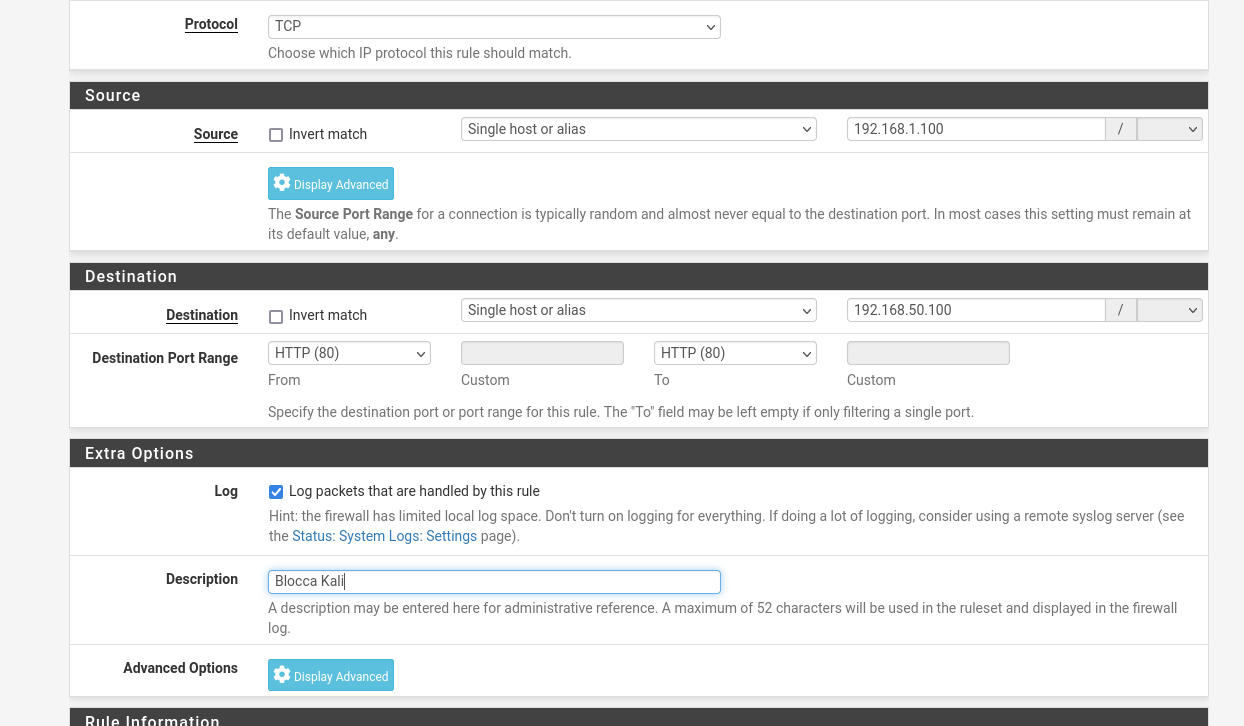 Protocol
TCP
Choose which IP protocol this rule should match.
Source
Source
Invert match
Single host or alias
192.168.1.100
/
Display Advanced
The Source Port Range for a connection is typically random and almost never equal to the destination port. In most cases this setting must remain at
its default value, any.
Destination
Destination
Invert match
Single host or alias
192.168.50.100
/
Destination Port Range
HTTP (80)
HTTP (80)
From
Custom
To
Custom
Specify the destination port or port range for this rule. The "To" field may be left empty if only filtering a single port.
Extra Options
Log
Log packets that are handled by this rule
Hint: the firewall has limited local log space. Don't turn on logging for everything. If doing a lot of logging, consider using a remote syslog server (see
the Status: System Logs: Settings page).
Description
Blocca Kali
A description may be entered here for administrative reference. A maximum of 52 characters will be used in the ruleset and displayed in the firewall
log.
Advanced Options
Display Advanced
Rule Information